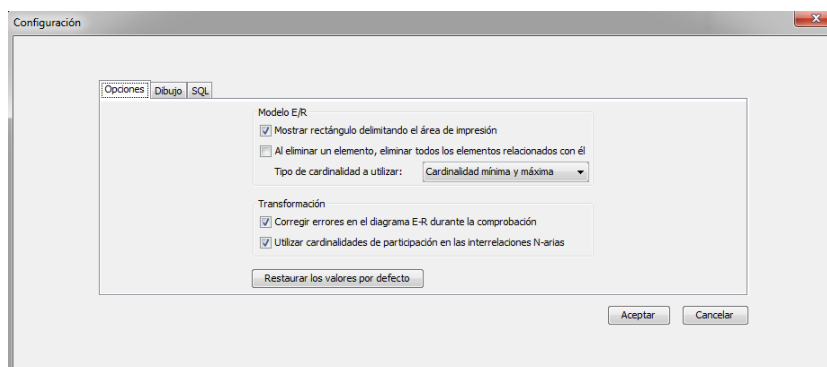 Configuración
Opciones Dibujo SQL
Modelo E/R
Mostrar rectángulo delimitando el área de impresión
Al eliminar un elemento, eliminar todos los elementos relacionados con él
Tipo de cardinalidad a utilizar: Cardinalidad mínima y máxima
Transformación
Corregir errores en el diagrama E-R durante la comprobación
Utilizar cardinalidades de participación en las interrelaciones N-arias
Restaurar los valores por defecto
Aceptar Cancelar